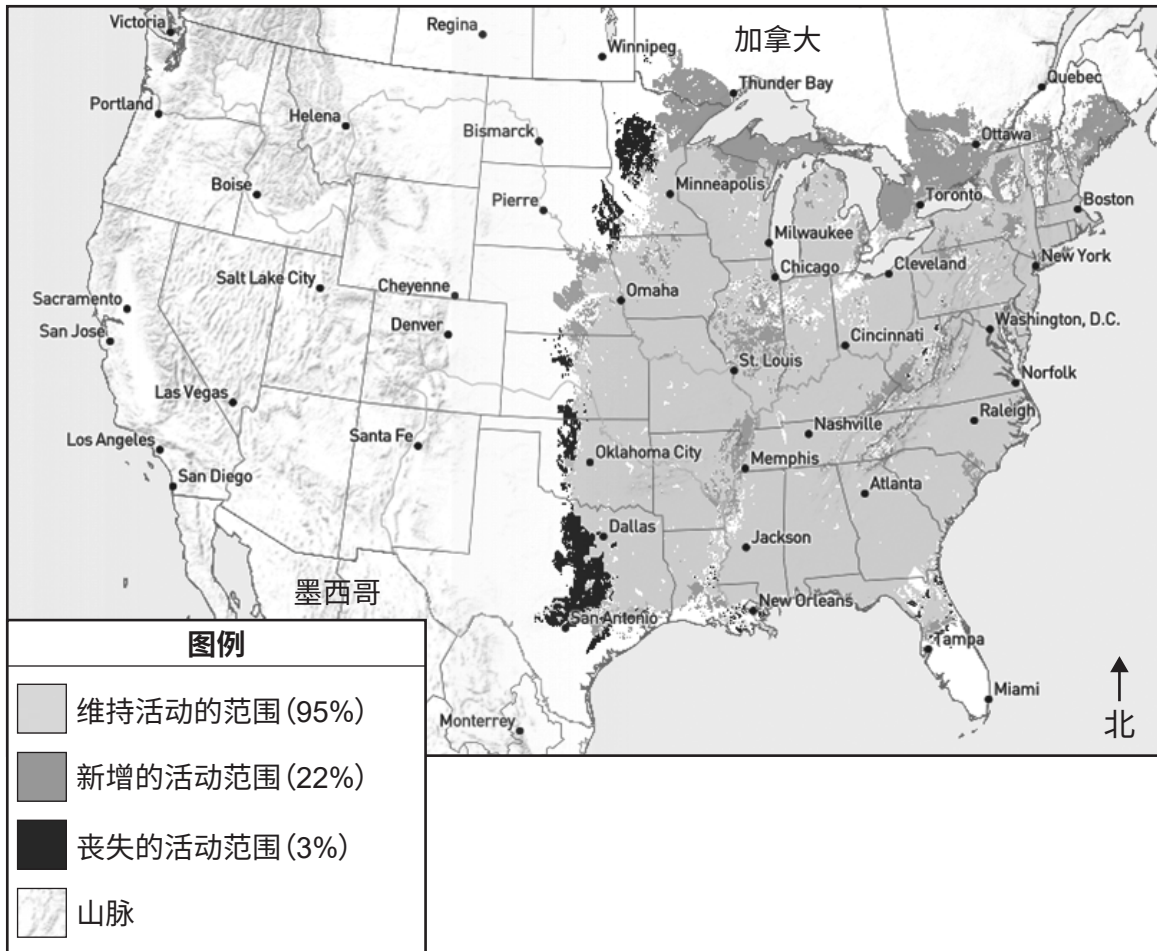 Victoria
Regina
Winnipeg
加拿大
Thunder Bay
Quebec
Portland
Helena
Bismarck
Ottawa
Boise
Pierre
Minneapolis
Toronto
Boston
Milwaukee
Salt Lake City
Cheyenne
Omaha
Chicago
Cleveland
New York
Sacramento
San Jose
Denver
Cincinnati
Washington, D.C.
St. Louis
Las Vegas
Norfolk
Los Angeles
Santa Fe
Oklahoma City
Nashville
Raleigh
Memphis
San Diego
Atlanta
Dallas
Jackson
墨西哥
San Antonio
New Orleans
Tampa
Miami
Monterrey
北
图例
维持活动的范围 (95%)
新增的活动范围 (22%)
丧失的活动范围 (3%)
山脉